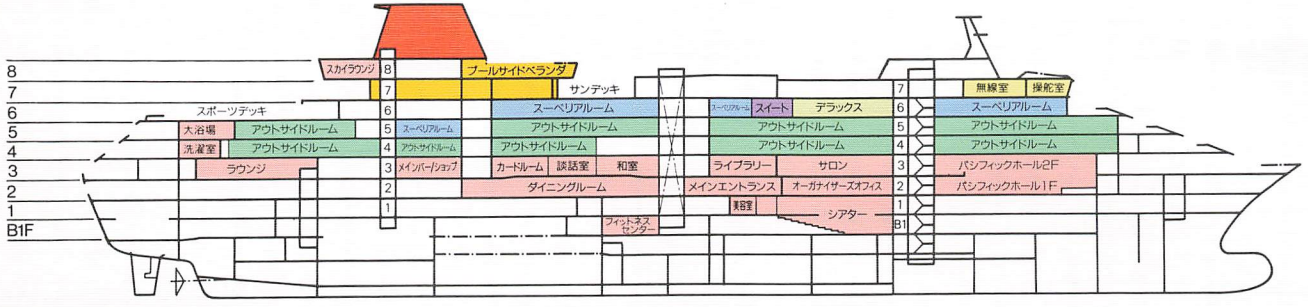 8
スカイラウンジ
8
プールサイドベランダ
7
7
サンデッキ
7
無線室
操舵室
6
スポーツデッキ
6
スーペリアルーム
スーペリアルーム
スイート
デラックス
6
スーペリアルーム
5
大浴場
アウトサイドルーム
5
スーペリアルーム
アウトサイドルーム
アウトサイドルーム
5
アウトサイドルーム
4
洗濯室
アウトサイドルーム
4
アウトサイドルーム
アウトサイドルーム
アウトサイドルーム
4
アウトサイドルーム
3
ラウンジ
3
メインバー/ショップ
カードルーム
談話室
和室
ライブラリー
サロン
3
パシフィックホール2F
2
2
ダイニングルーム
メインエントランス
オーガナイザーズオフィス
2
パシフィックホール1F
1
1
美容室
シアター
1
B1F
フィットネス
センター
B1